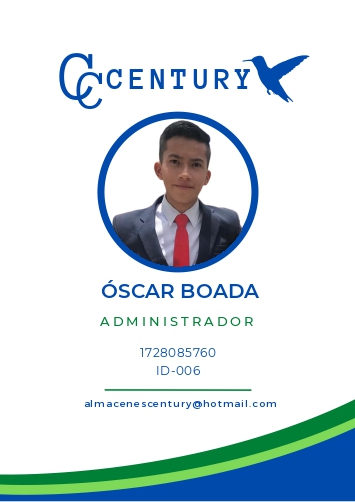 CC CENTURY
ÓSCAR BOADA
ADMINISTRADOR
1728085760
ID-006
almacenescentury@hotmail.com